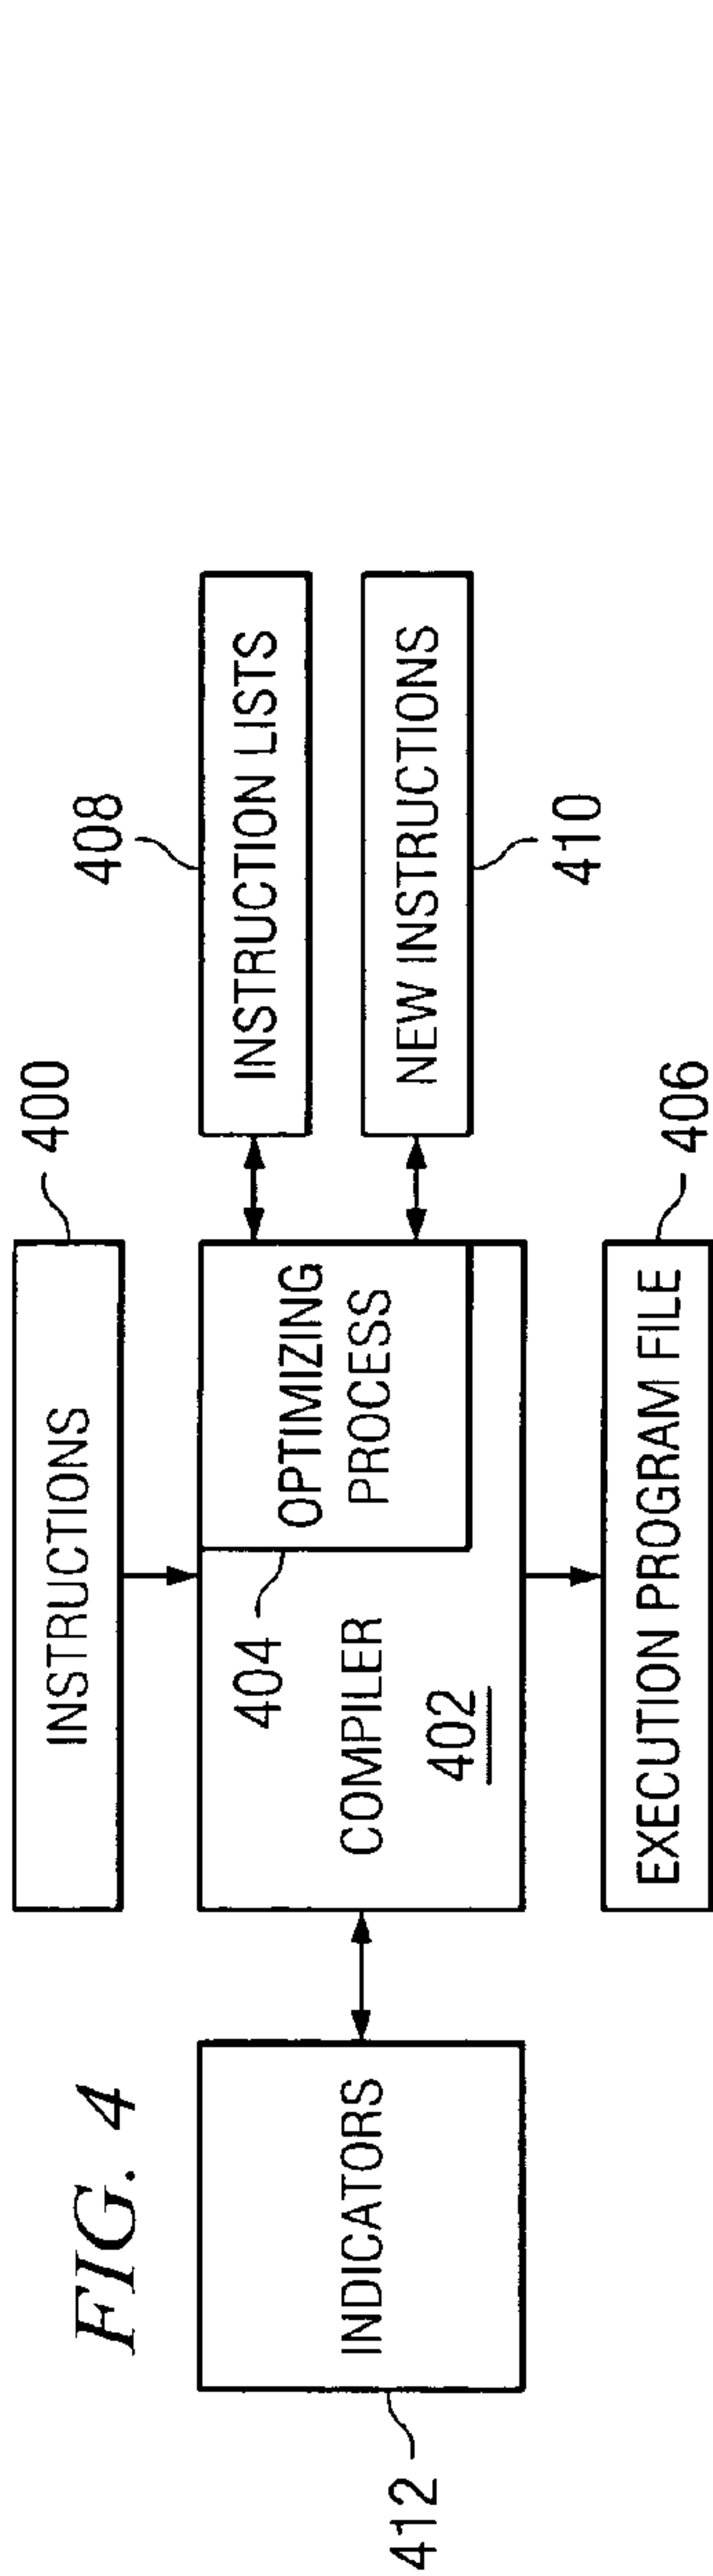 FIG. 4
INSTRUCTIONS
400
412
INDICATORS
COMPILER
402
404
OPTIMIZING
PROCESS
408
INSTRUCTION LISTS
NEW INSTRUCTIONS
410
EXECUTION PROGRAM FILE
406